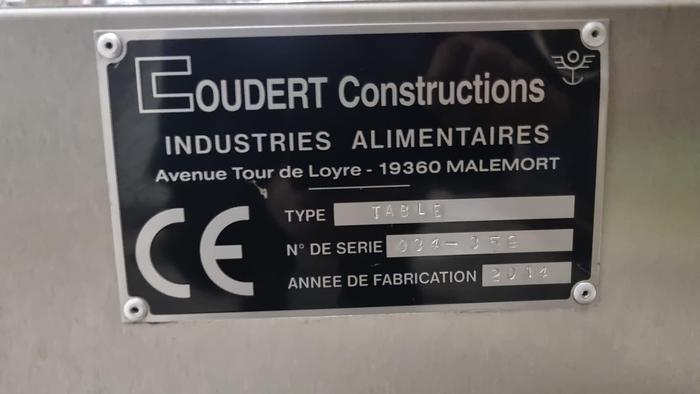 COUDERT Constructions
INDUSTRIES ALIMENTAIRES
Avenue Tour de Loyre - 19360 MALEMORT
CE
TYPE TABLE
N° DE SERIE
ANNEE DE FABRICATION 2014